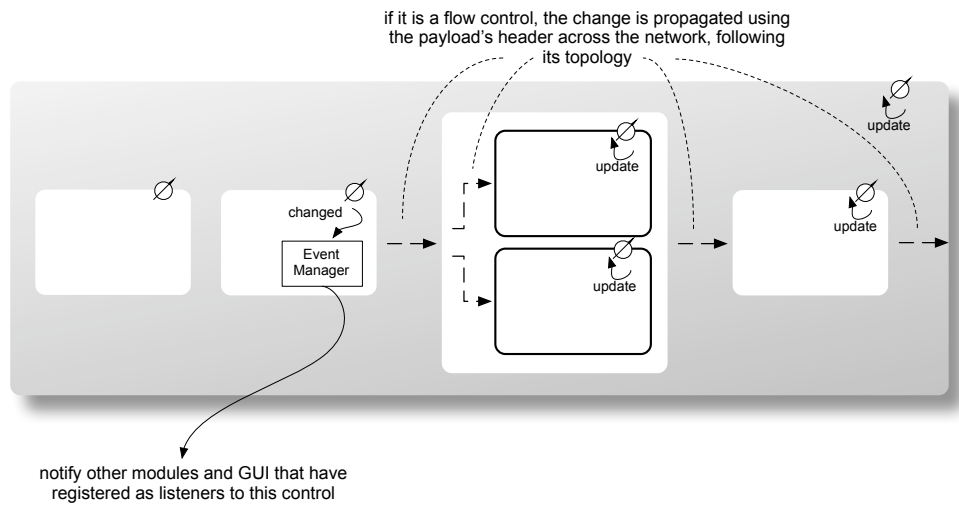 if it is a flow control, the change is propagated using
the payload's header across the network, following
its topology
update
update
changed
update
Event
Manager
update
notify other modules and GUI that have
registered as listeners to this control